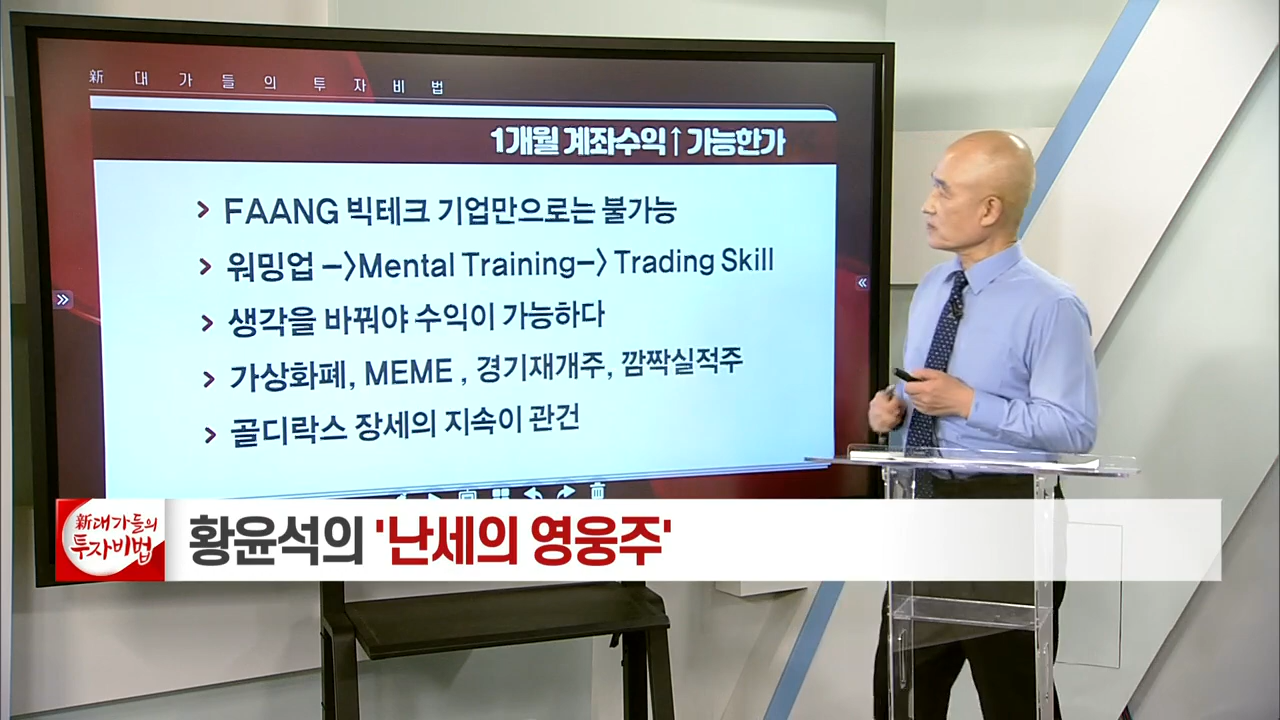 新 대 가 들 의 투 자 비 법
1개월 계좌수익↑ 가능한가
> FAANG 빅테크 기업만으로는 불가능
> 워밍업 –>Mental Training–> Trading Skill
> 생각을 바꿔야 수익이 가능하다
> 가상화폐, MEME , 경기재개주, 깜짝실적주
> 골디락스 장세의 지속이 관건
»
«
新대가들의
투자비법
황윤석의 '난세의 영웅주'